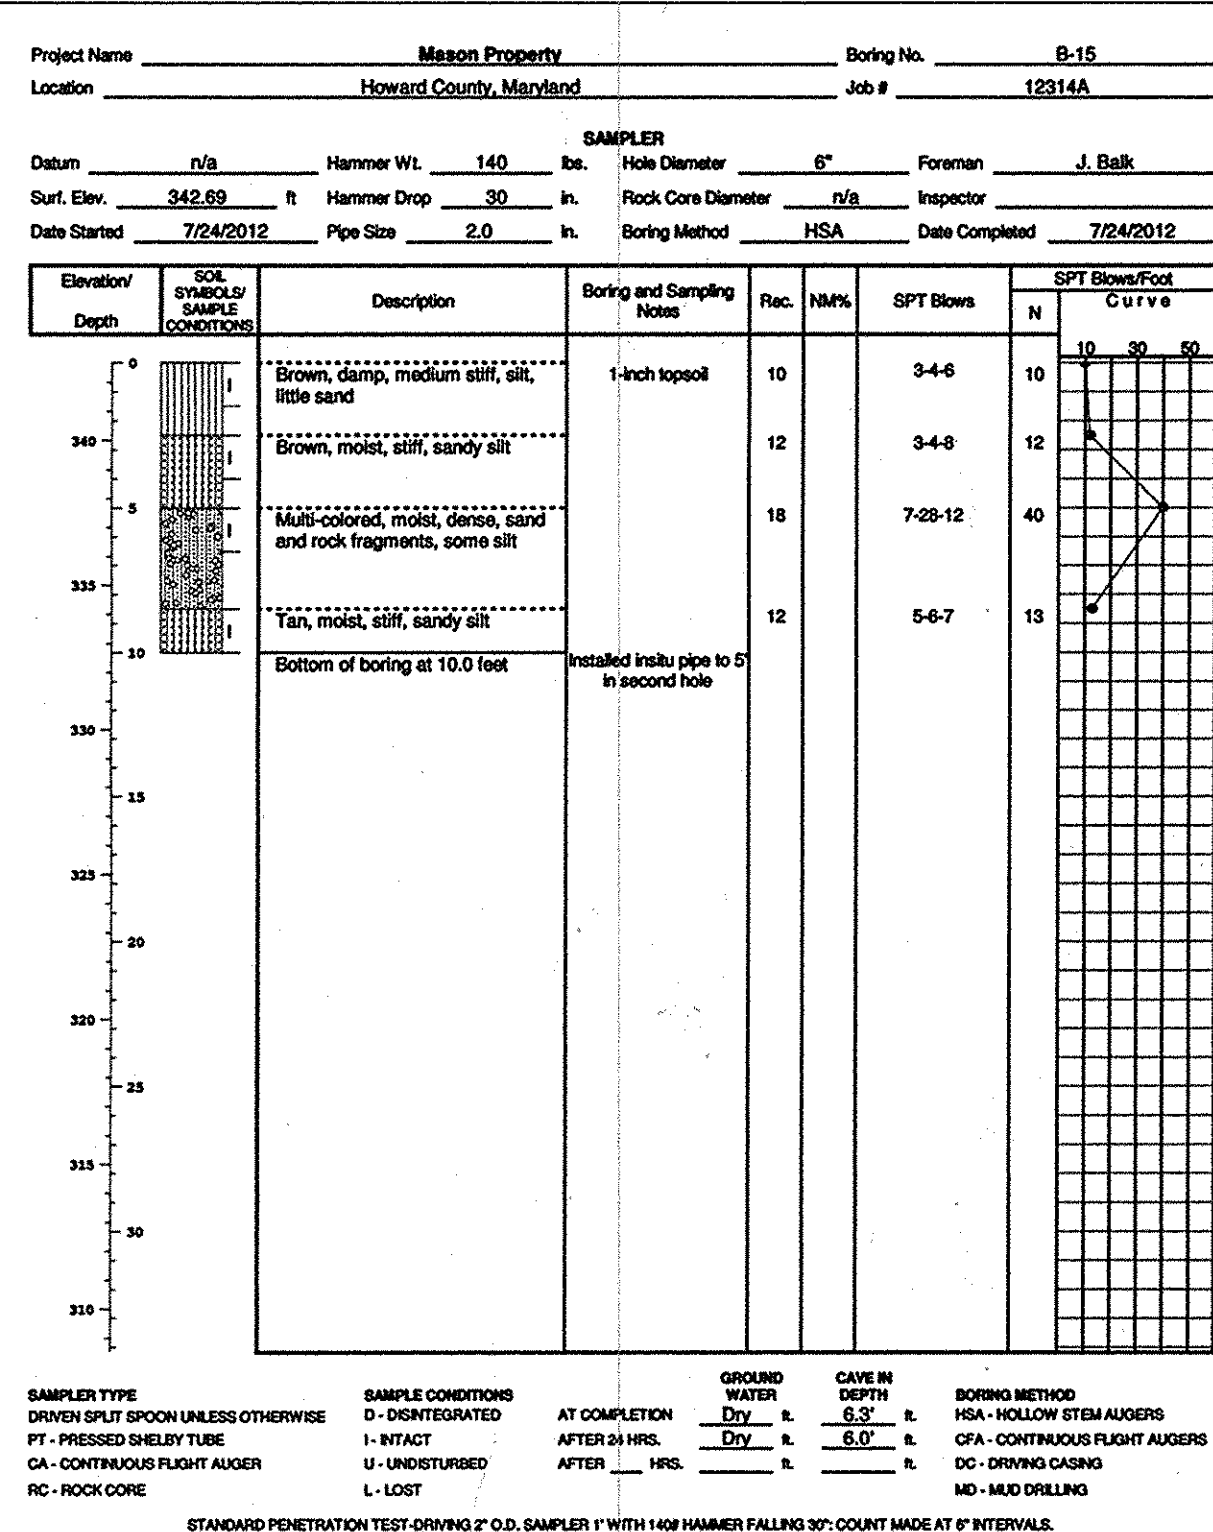 Project Name Mason Property Boring No. B-15
Location Howard County, Maryland Job # 12314A
SAMPLER
Datum n/a Hammer Wt. 140 lbs. Hole Diameter 6" Foreman J. Balk
Surf. Elev. 342.69 ft Hammer Drop 30 in. Rock Core Diameter n/a Inspector
Date Started 7/24/2012 Pipe Size 2.0 in. Boring Method HSA Date Completed 7/24/2012
Elevation/ Depth SOIL SYMBOLS/ SAMPLE CONDITIONS Description Boring and Sampling Notes Rec. NM% SPT Blows SPT Blows/Foot N Curve
10 30 50
0 Brown, damp, medium stiff, silt, 1-inch topsoil 10 3-4-6 10
little sand
340 Brown, moist, stiff, sandy silt 12 3-4-8 12
5 Multi-colored, moist, dense, sand 18 7-28-12 40
and rock fragments, some silt
335
Tan, moist, stiff, sandy silt 12 5-6-7 13
10 Bottom of boring at 10.0 feet Installed insitu pipe to 5'
in second hole
330
15
325
20
320
25
315
30
310
GROUND CAVE IN
SAMPLER TYPE SAMPLE CONDITIONS WATER DEPTH BORING METHOD
DRIVEN SPLIT SPOON UNLESS OTHERWISE D - DISINTEGRATED AT COMPLETION Dry ft. 6.3' ft. HSA - HOLLOW STEM AUGERS
PT - PRESSED SHELBY TUBE I - INTACT AFTER 24 HRS. Dry ft. 6.0' ft. CFA - CONTINUOUS FLIGHT AUGERS
CA - CONTINUOUS FLIGHT AUGER U - UNDISTURBED AFTER ___ HRS. ft. ft. DC - DRIVING CASING
RC - ROCK CORE L - LOST MD - MUD DRILLING
STANDARD PENETRATION TEST-DRIVING 2" O.D. SAMPLER 1' WITH 140# HAMMER FALLING 30": COUNT MADE AT 6" INTERVALS.